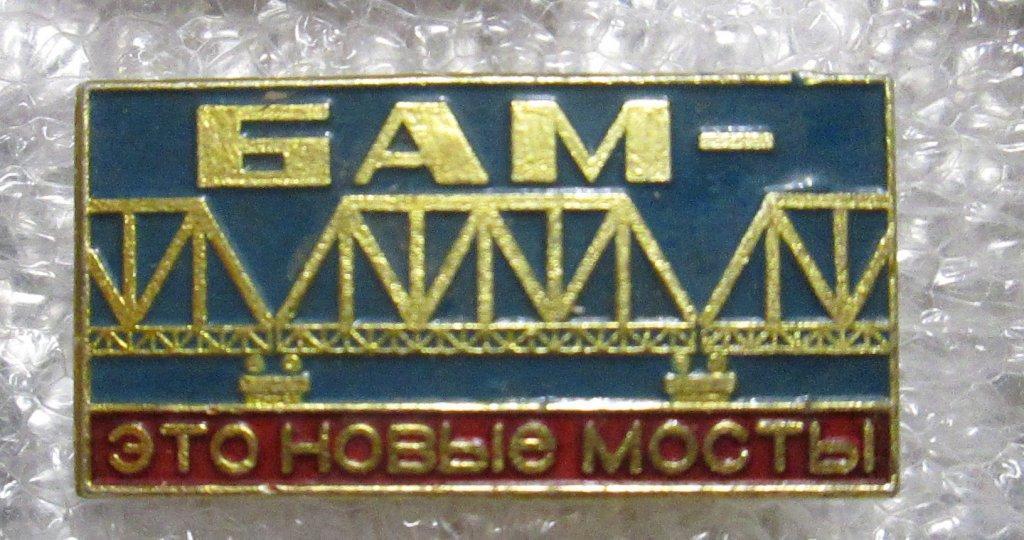 БАМ-
это новые мосты